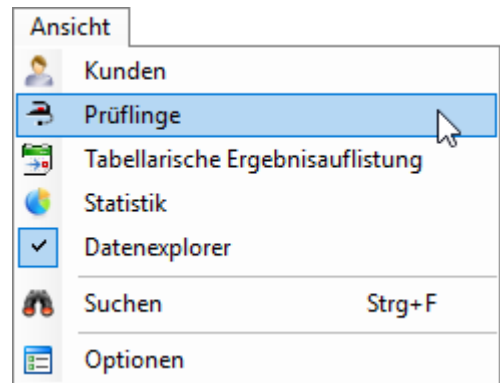 Ansicht
Kunden
Prüflinge
Tabellarische Ergebnisauflistung
Statistik
Datenexplorer
Suchen Strg+F
Optionen